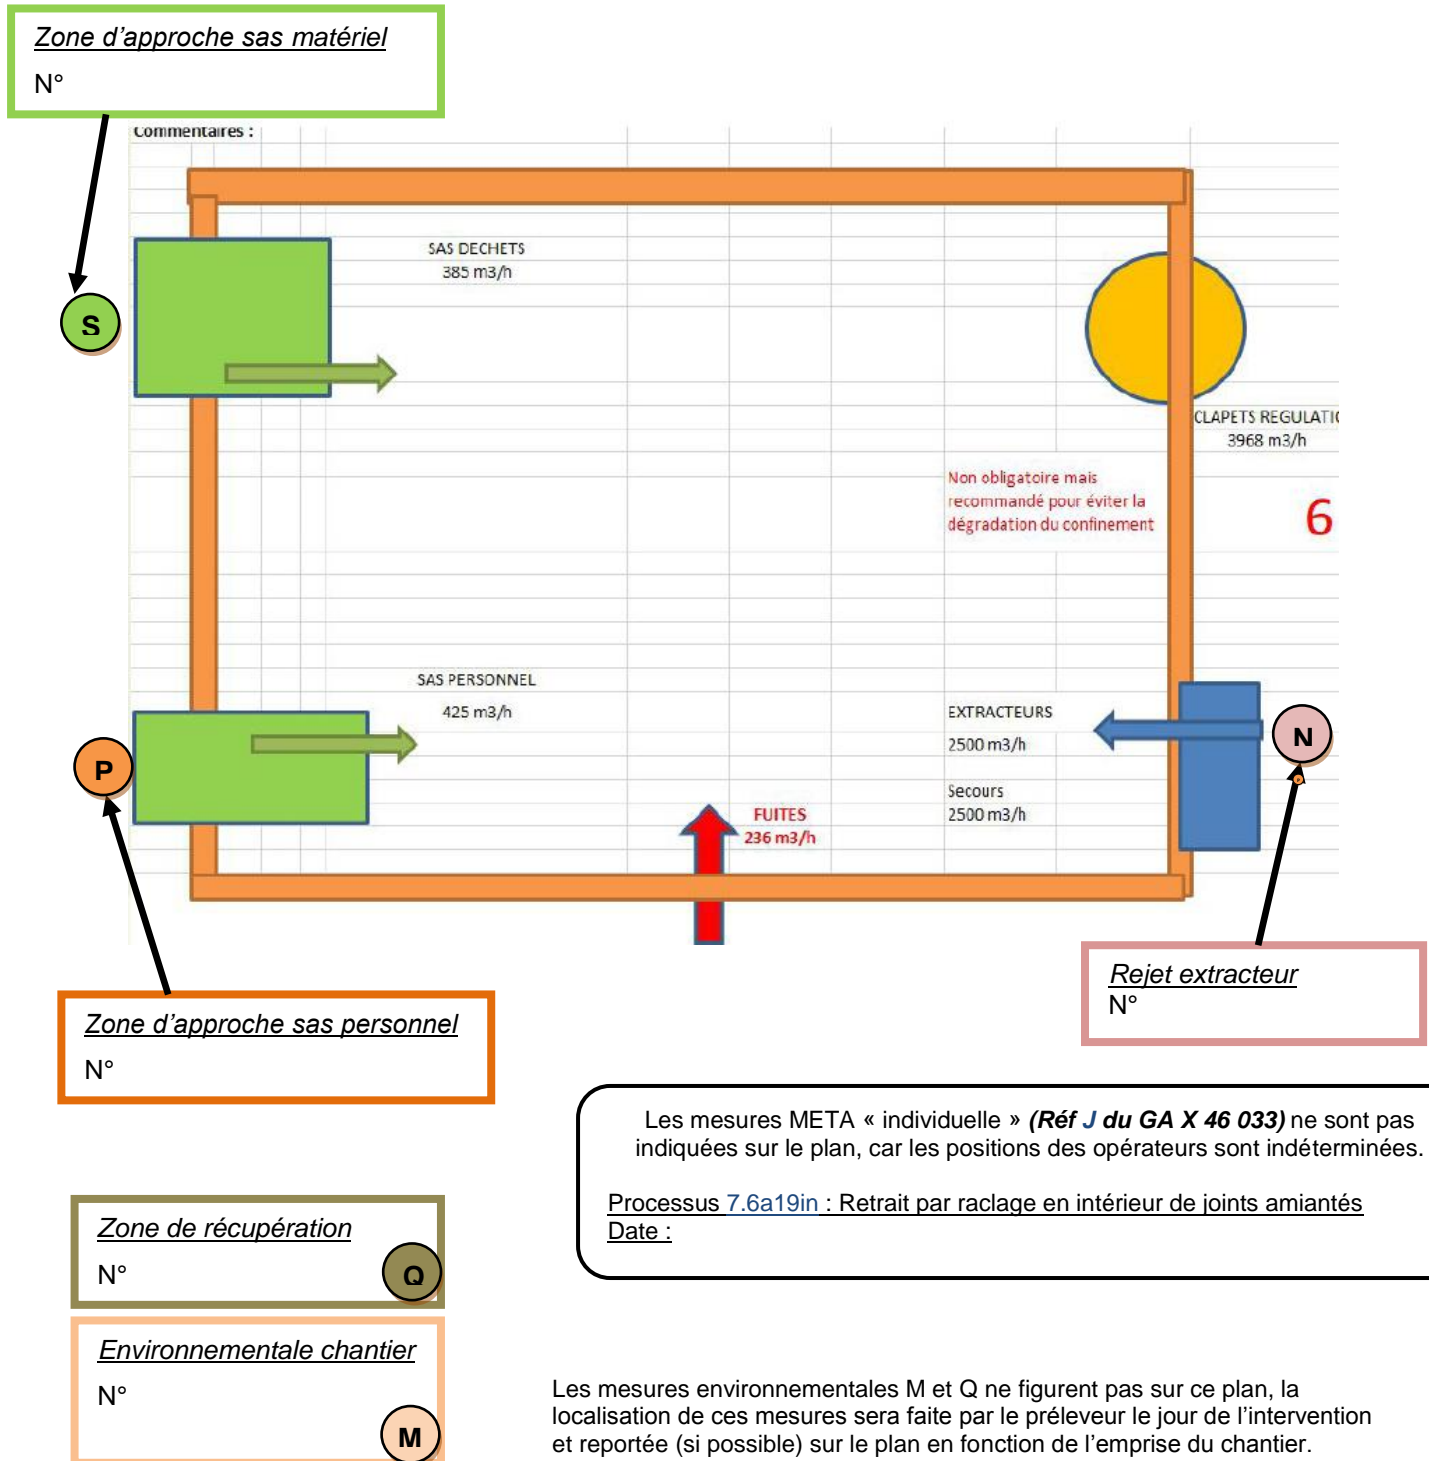 Zone d’approche sas matériel
N°
Commentaires :
S
SAS DECHETS
385 m3/h
CLAPETS REGULATIO
3968 m3/h
Non obligatoire mais
recommandé pour éviter la
dégradation du confinement
6
SAS PERSONNEL
425 m3/h
P
EXTRACTEURS
2500 m3/h
Secours
2500 m3/h
N
FUITES
236 m3/h
Rejet extracteur
N°
Zone d’approche sas personnel
N°
Les mesures META « individuelle » (Réf J du GA X 46 033) ne sont pas
indiquées sur le plan, car les positions des opérateurs sont indéterminées.
Processus 7.6a19in : Retrait par raclage en intérieur de joints amiantés
Date :
Zone de récupération
N°
Q
Environnementale chantier
N°
M
Les mesures environnementales M et Q ne figurent pas sur ce plan, la
localisation de ces mesures sera faite par le préleveur le jour de l’intervention
et reportée (si possible) sur le plan en fonction de l’emprise du chantier.